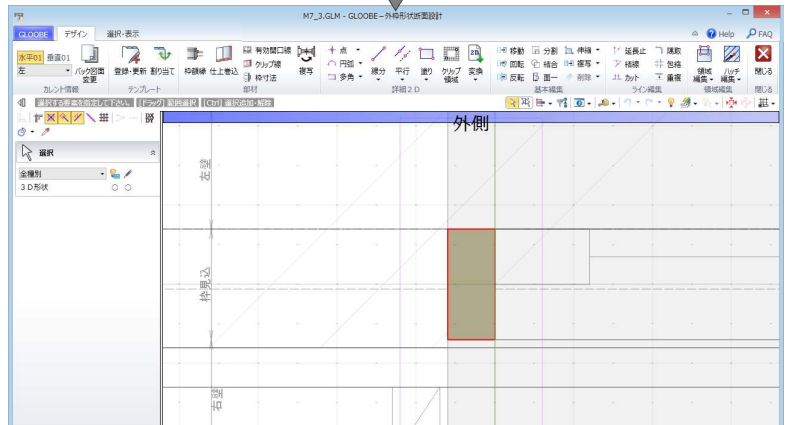 M7_3.GLM - GLOOBE - 外枠形状断面設計
GLOOBE デザイン 選択・表示
Help FAQ
水平01 垂直01
左
バック図面
変更
登録・更新 割り当て
枠額縁 仕上巻込
有効開口線
クリップ線
枠寸法
複写
点
円弧
多角
線分 平行 塗り クリップ
領域
変換
移動 分割 伸縮
回転 結合 複写
反転 面一 削除
延長止 隅取
精線 包絡
カット 重複
領域
編集
ハッチ
編集
閉じる
カレント情報 テンプレート 部材 詳細2D 基本編集 ライン編集 領域編集 閉じる
選択する要素を指定して下さい。 [ドラッグ] 範囲選択 [Ctrl] 選択追加・解除
選択
全種別
3D形状
外側
左壁
枠見込
右壁